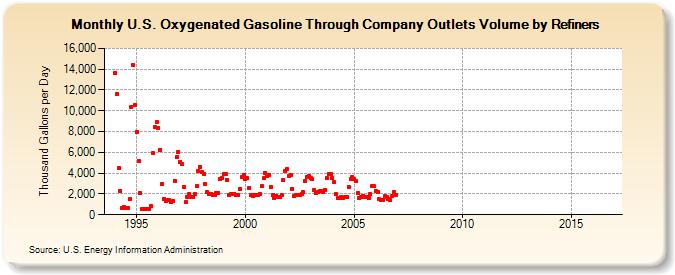 Monthly U.S. Oxygenated Gasoline Through Company Outlets Volume by Refiners
Thousand Gallons per Day
16,000
14,000
12,000
10,000
8,000
6,000
4,000
2,000
0
1995 2000 2005 2010 2015
Source: U.S. Energy Information Administration